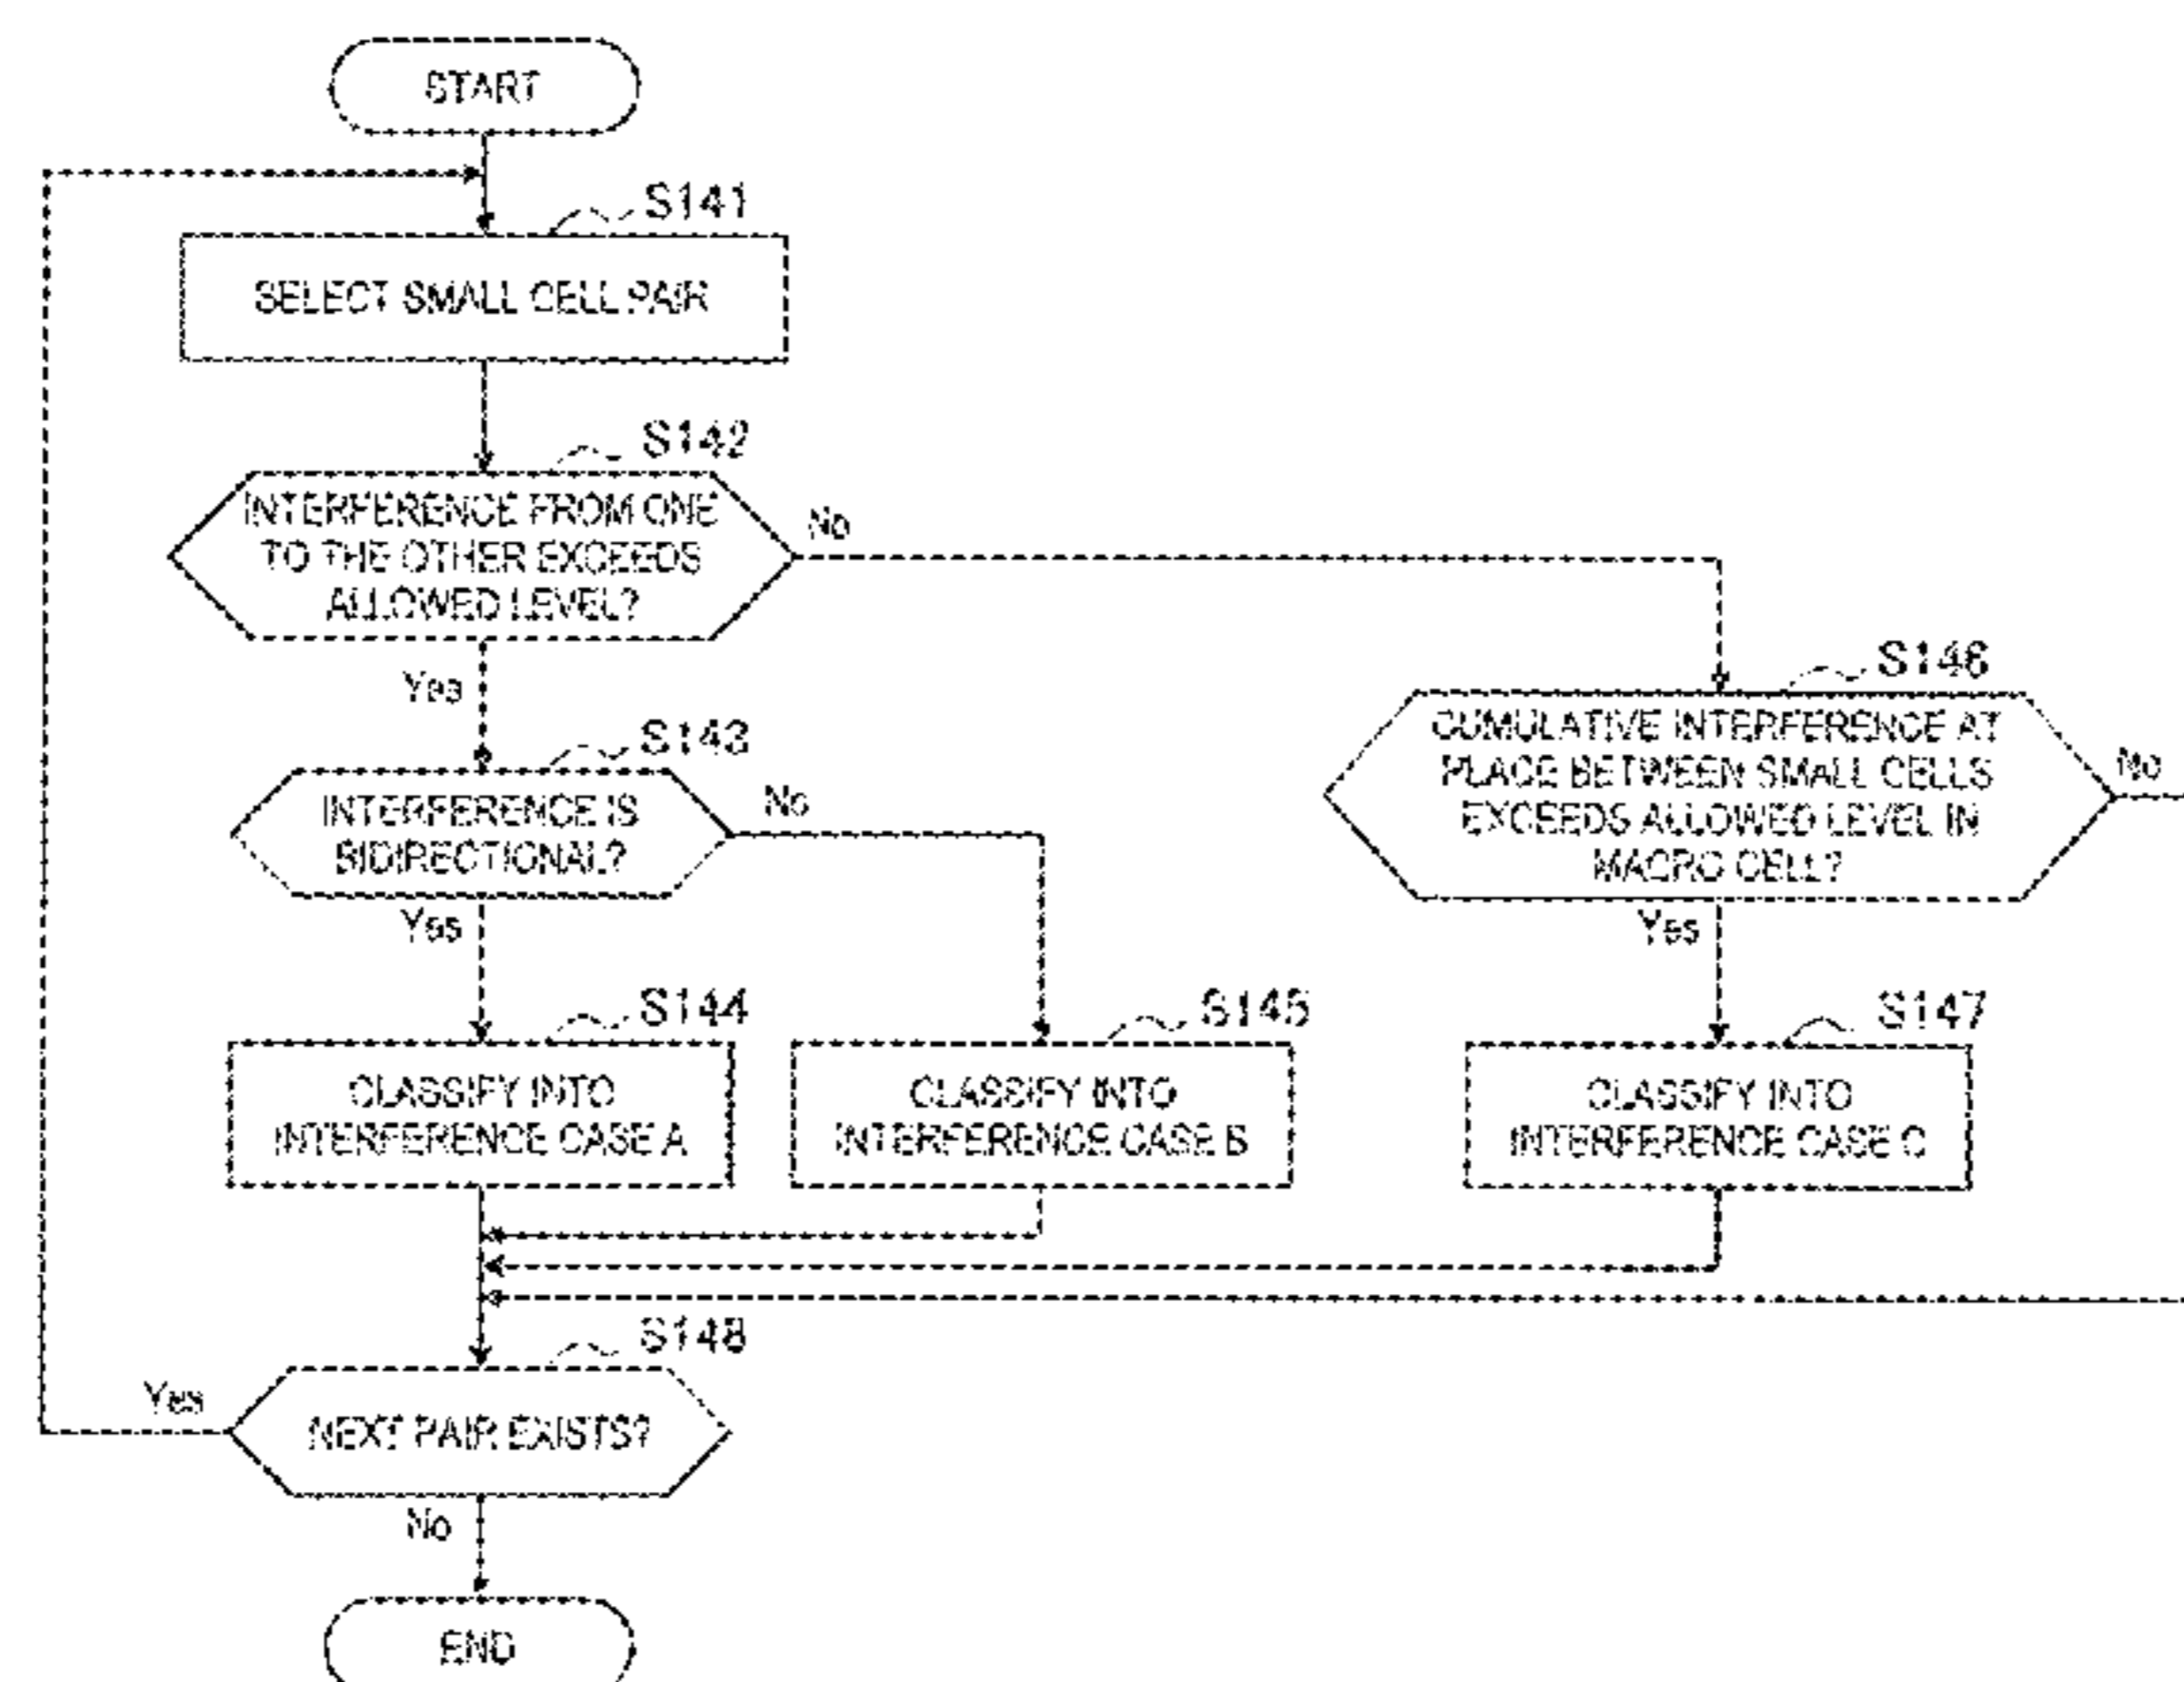 START
S141
SELECT SMALL CELL PAIR
S142
INTERFERENCE FROM ONE
TO THE OTHER EXCEEDS
ALLOWED LEVEL?
No
Yes
S146
CUMULATIVE INTERFERENCE AT
PLACE BETWEEN SMALL CELLS
EXCEEDS ALLOWED LEVEL IN
MACRO CELL?
No
Yes
S143
INTERFERENCE IS
BIDIRECTIONAL?
No
Yes
S144
CLASSIFY INTO
INTERFERENCE CASE A
S145
CLASSIFY INTO
INTERFERENCE CASE B
S147
CLASSIFY INTO
INTERFERENCE CASE C
S148
NEXT PAIR EXISTS?
Yes
No
END